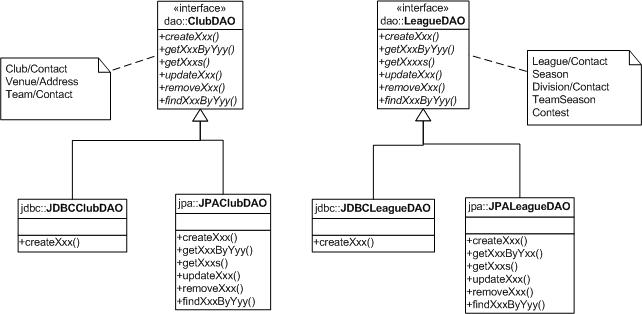 «interface»
dao::ClubDAO
+createXxx()
+getXxxByYyy()
+getXxxs()
+updateXxx()
+removeXxx()
+findXxxByYyy()
Club/Contact
Venue/Address
Team/Contact
jdbc::JDBCClubDAO
+createXxx()
jpa::JPAClubDAO
+createXxx()
+getXxxByYyy()
+getXxxs()
+updateXxx()
+removeXxx()
+findXxxByYyy()
«interface»
dao::LeagueDAO
+createXxx()
+getXxxByYyy()
+getXxxxs()
+updateXxx()
+removeXxx()
+findXxxByYyy()
League/Contact
Season
Division/Contact
TeamSeason
Contest
jdbc::JDBCLeagueDAO
+createXxx()
jpa::JPALeagueDAO
+createXxx()
+getXxxByYxx()
+getXxxs()
+updateXxx()
+removeXxx()
+findXxxByYyy()